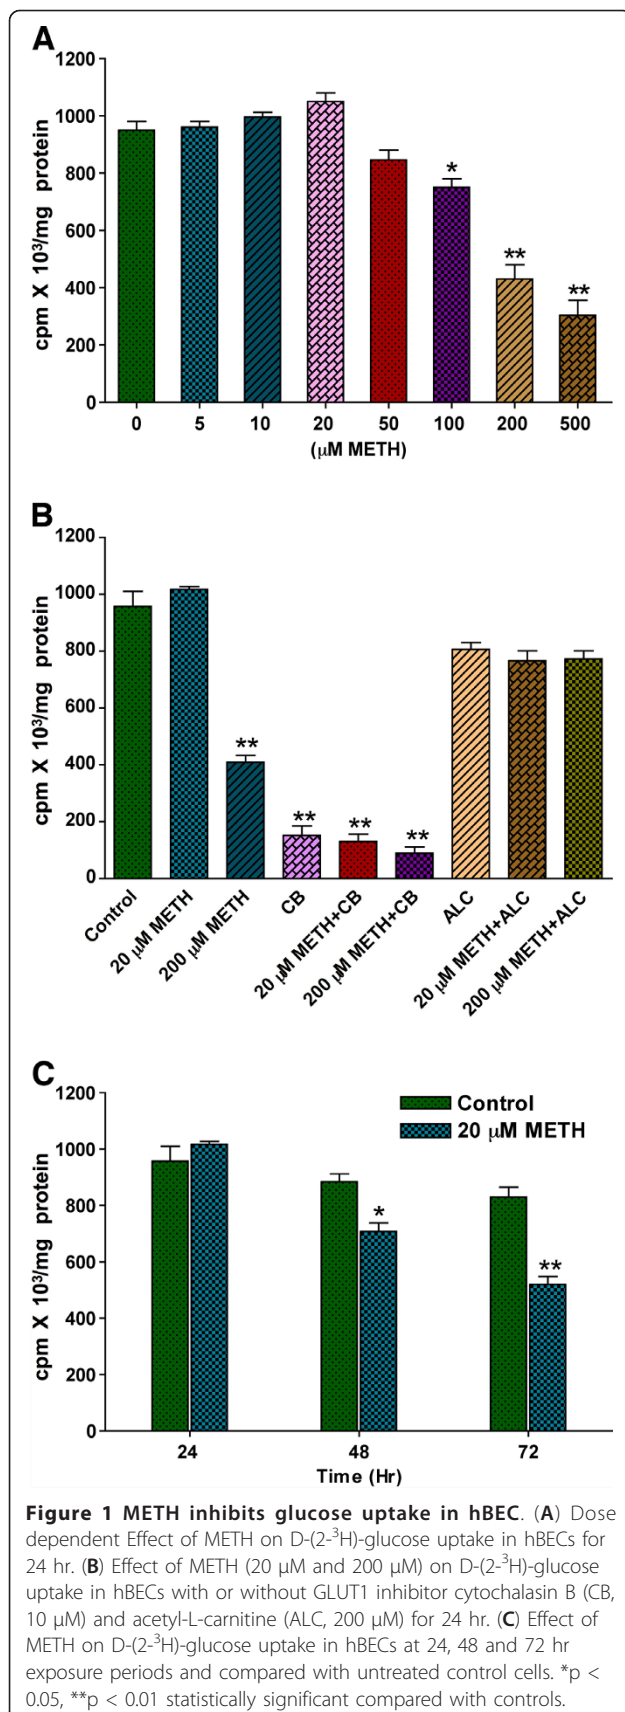 A
1200
1000
800
600
400
200
0
cpm X 10³/mg protein
*
**
**
0 5 10 20 50 100 200 500
(μM METH)
B
1200
1000
800
600
400
200
0
cpm X 10³/mg protein
**
**
**
**
Control
20 μM METH
200 μM METH
CB
20 μM METH+CB
200 μM METH+CB
ALC
20 μM METH+ALC
200 μM METH+ALC
C
1200
1000
800
600
400
200
0
cpm X 10³/mg protein
Control
20 μM METH
*
**
24 48 72
Time (Hr)
Figure 1 METH inhibits glucose uptake in hBEC. (A) Dose
dependent Effect of METH on D-(2-³H)-glucose uptake in hBECs for
24 hr. (B) Effect of METH (20 μM and 200 μM) on D-(2-³H)-glucose
uptake in hBECs with or without GLUT1 inhibitor cytochalasin B (CB,
10 μM) and acetyl-L-carnitine (ALC, 200 μM) for 24 hr. (C) Effect of
METH on D-(2-³H)-glucose uptake in hBECs at 24, 48 and 72 hr
exposure periods and compared with untreated control cells. *p <
0.05, **p < 0.01 statistically significant compared with controls.